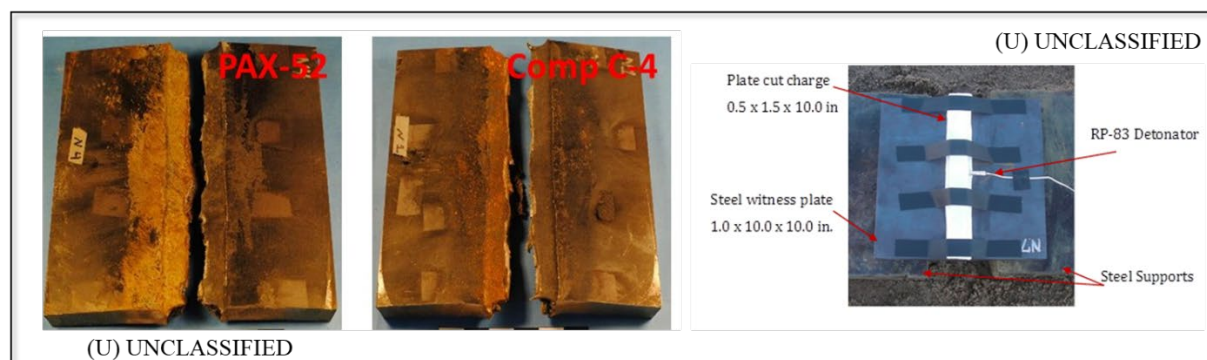 (U) UNCLASSIFIED
PAX-52
Comp C-4
Plate cut charge
0.5 x 1.5 x 10.0 in
RP-83 Detonator
Steel witness plate
1.0 x 10.0 x 10.0 in.
Steel Supports
(U) UNCLASSIFIED